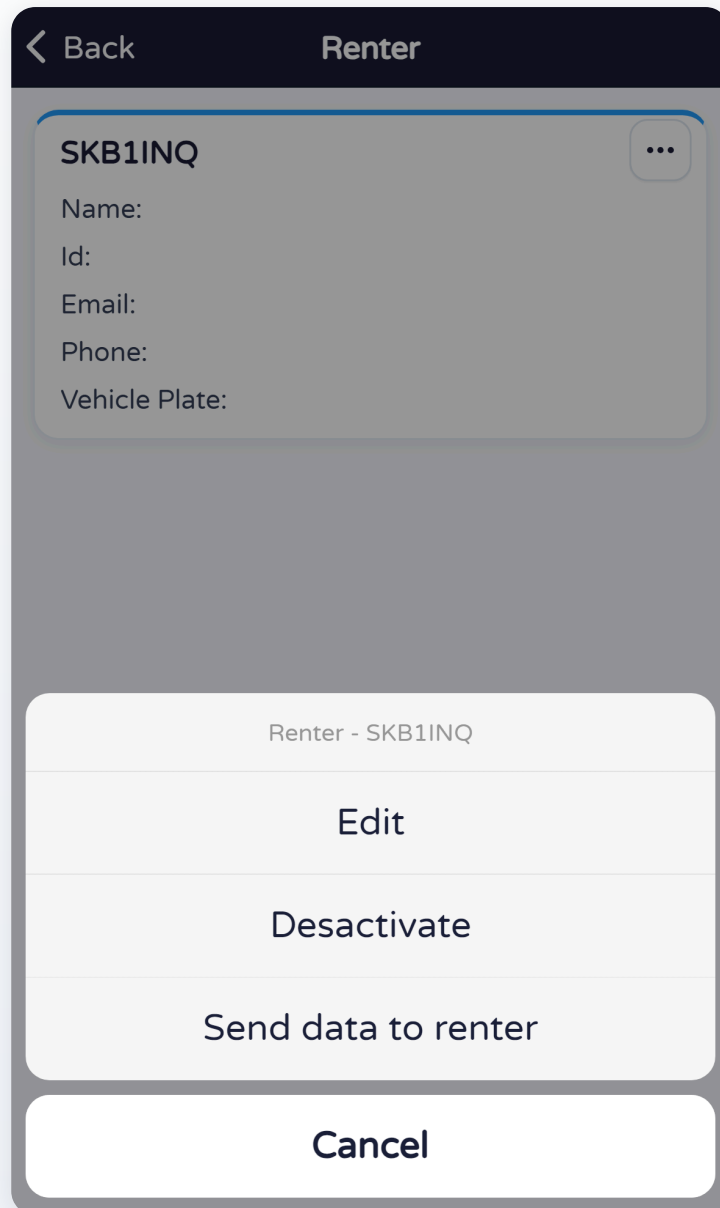 Back
Renter
SKB1INQ
...
Name:
Id:
Email:
Phone:
Vehicle Plate:
Renter - SKB1INQ
Edit
Desactivate
Send data to renter
Cancel